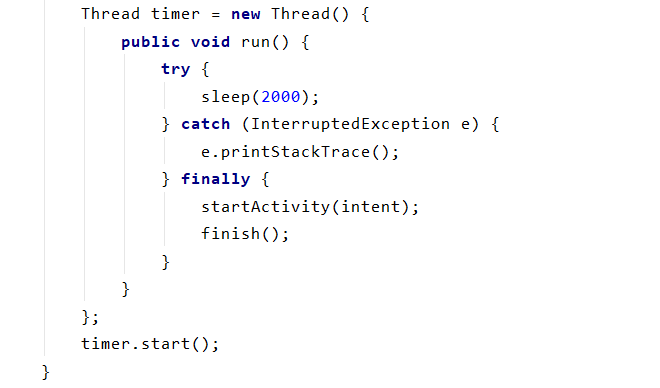 Thread timer = new Thread() {
public void run() {
try {
sleep(2000);
} catch (InterruptedException e) {
e.printStackTrace();
} finally {
startActivity(intent);
finish();
}
}
};
timer.start();
}